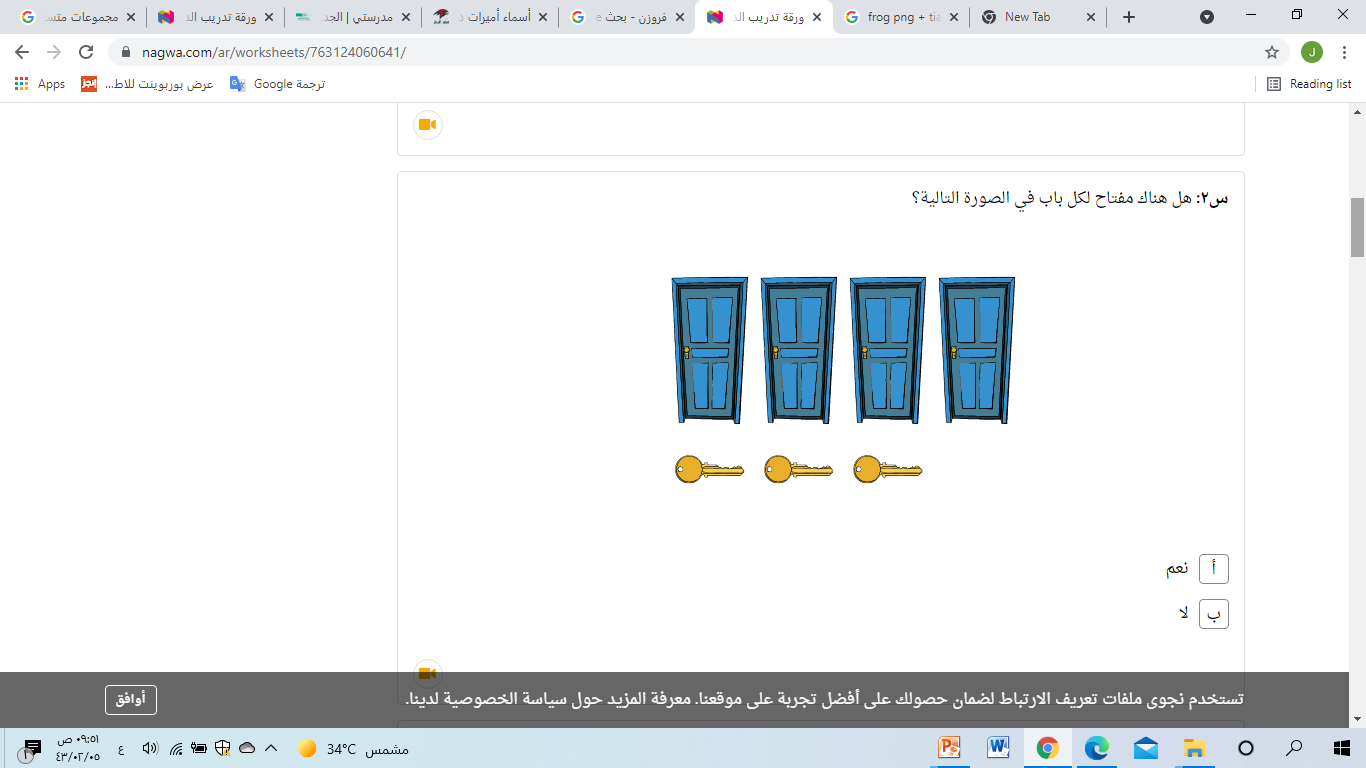 مجموعات متسا
ورقة تدريب الد
مدرستي | الجد
أسماء أميرات د
فروزن - بحث e
ورقة تدريب الد
frog png + tia
New Tab
nagwa.com/ar/worksheets/763124060641/
J
Apps
عرض بوربوينت للاط...
ترجمة Google
Reading list
س٢: هل هناك مفتاح لكل باب في الصورة التالية؟
أ نعم
ب لا
تستخدم نجوى ملفات تعريف الارتباط لضمان حصولك على أفضل تجربة على موقعنا. معرفة المزيد حول سياسة الخصوصية لدينا.
أوافق
٠٩:٥١ ص
٤٣/٠٢/٠٥
ع
34°C مشمس